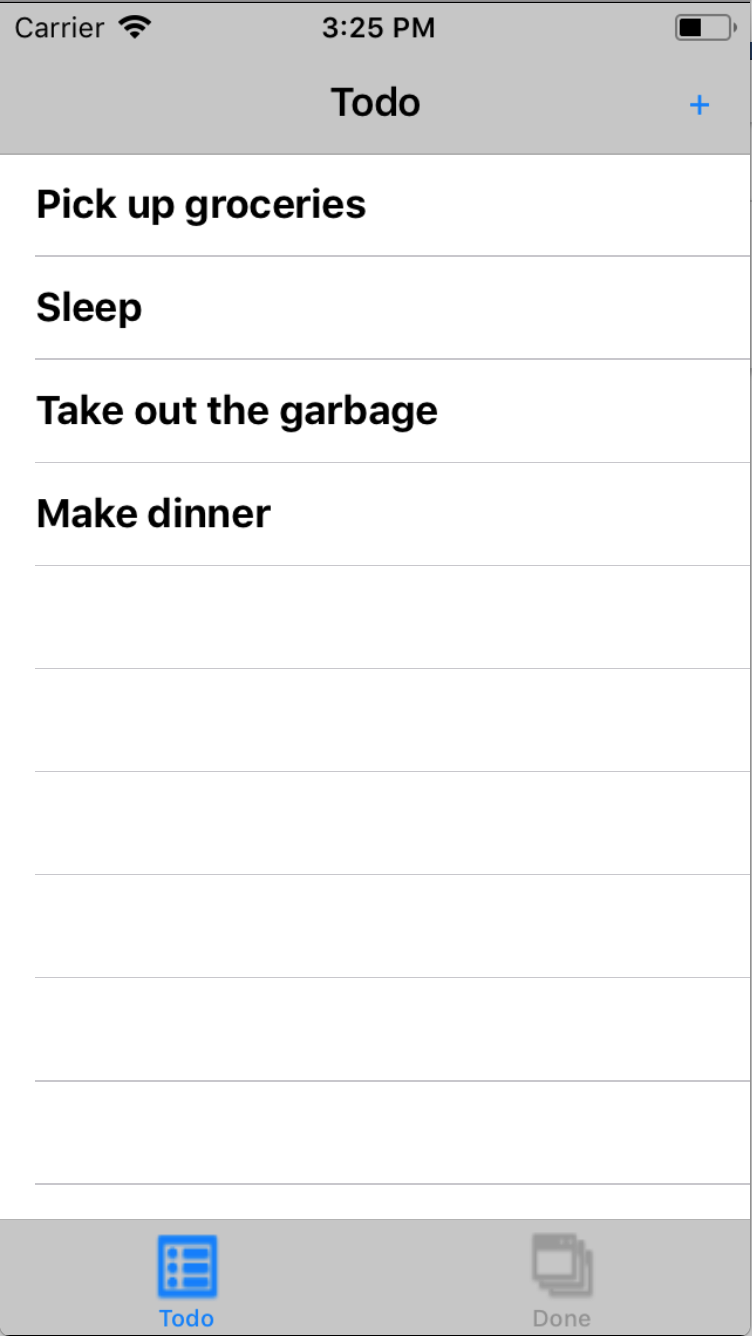 Carrier 3:25 PM
Todo +
Pick up groceries
Sleep
Take out the garbage
Make dinner
Todo Done